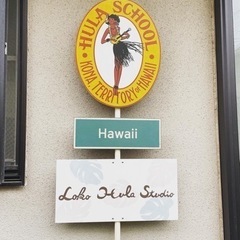 HULA SCHOOL
KONA, TERRITORY OF HAWAII
Hawaii
Loko Hula Studio